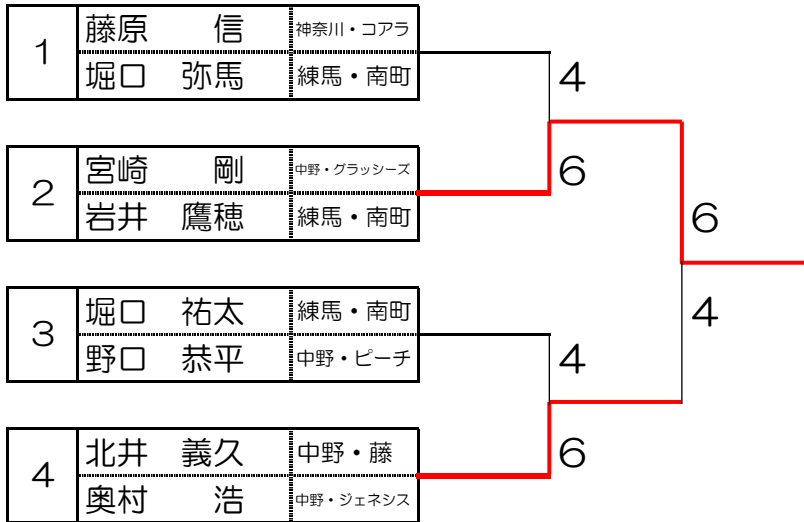 1 藤原 信 神奈川・コアラ
堀口 弥馬 練馬・南町
4
2 宮崎 剛 中野・グラッシーズ
岩井 鷹穂 練馬・南町
6
6
3 堀口 祐太 練馬・南町
野口 恭平 中野・ピーチ
4
4
4 北井 義久 中野・藤
奥村 浩 中野・ジェネシス
6